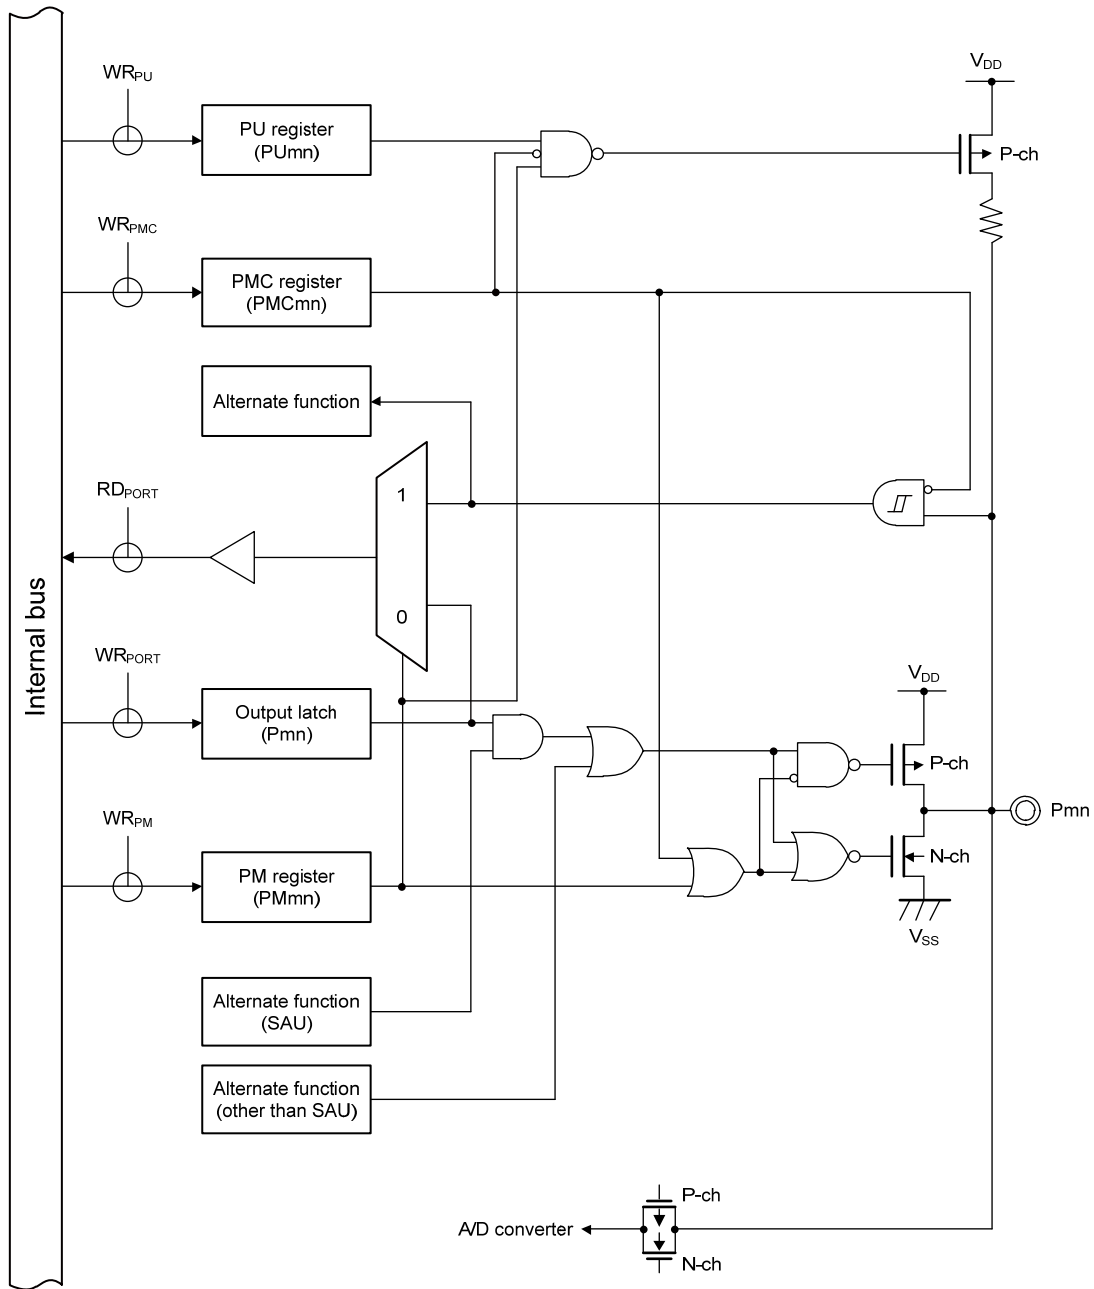 WRPU
VDD
PU register
(PUmn)
P-ch
WRPMC
PMC register
(PMCmn)
Alternate function
1
RDPORT
Internal bus
0
WRPORT
VDD
Output latch
(Pmn)
P-ch
Pmn
WRPM
N-ch
PM register
(PMmn)
VSS
Alternate function
(SAU)
Alternate function
(other than SAU)
P-ch
A/D converter
N-ch